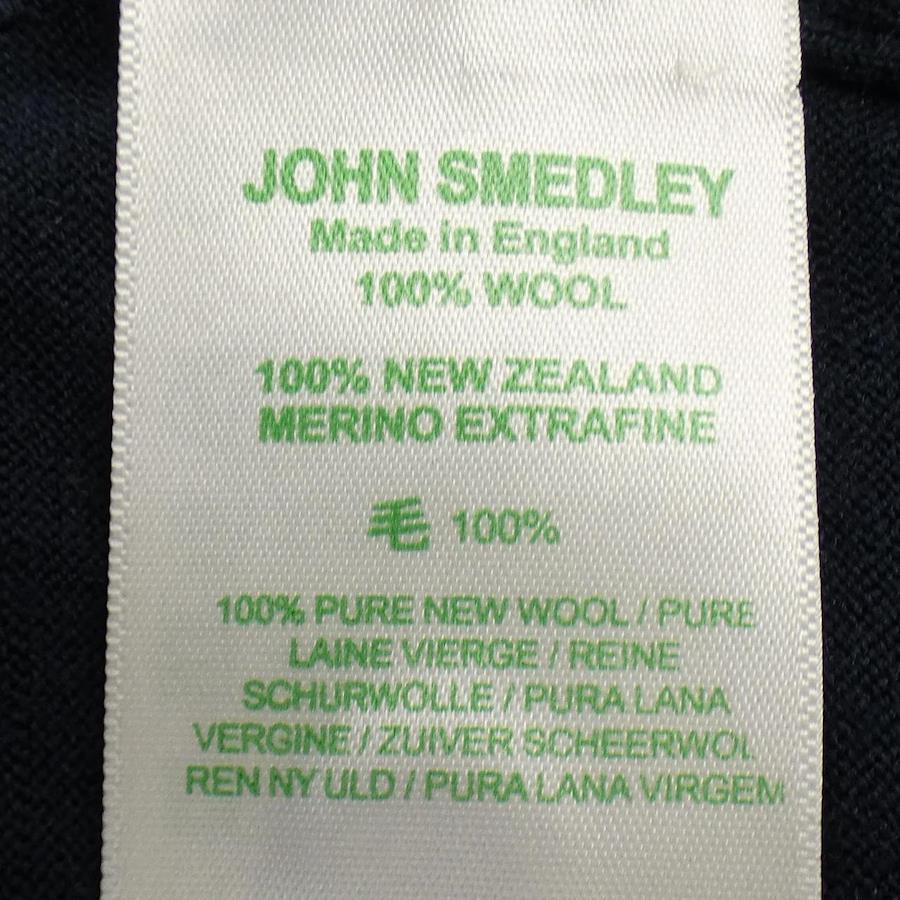 JOHN SMEDLEY
Made in England
100% WOOL
100% NEW ZEALAND
MERINO EXTRAFINE
毛 100%
100% PURE NEW WOOL / PURE
LAINE VIERGE / REINE
SCHURWOLLE / PURA LANA
VERGINE / ZUIVER SCHEERWOL
REN NY ULD / PURA LANA VIRGEM